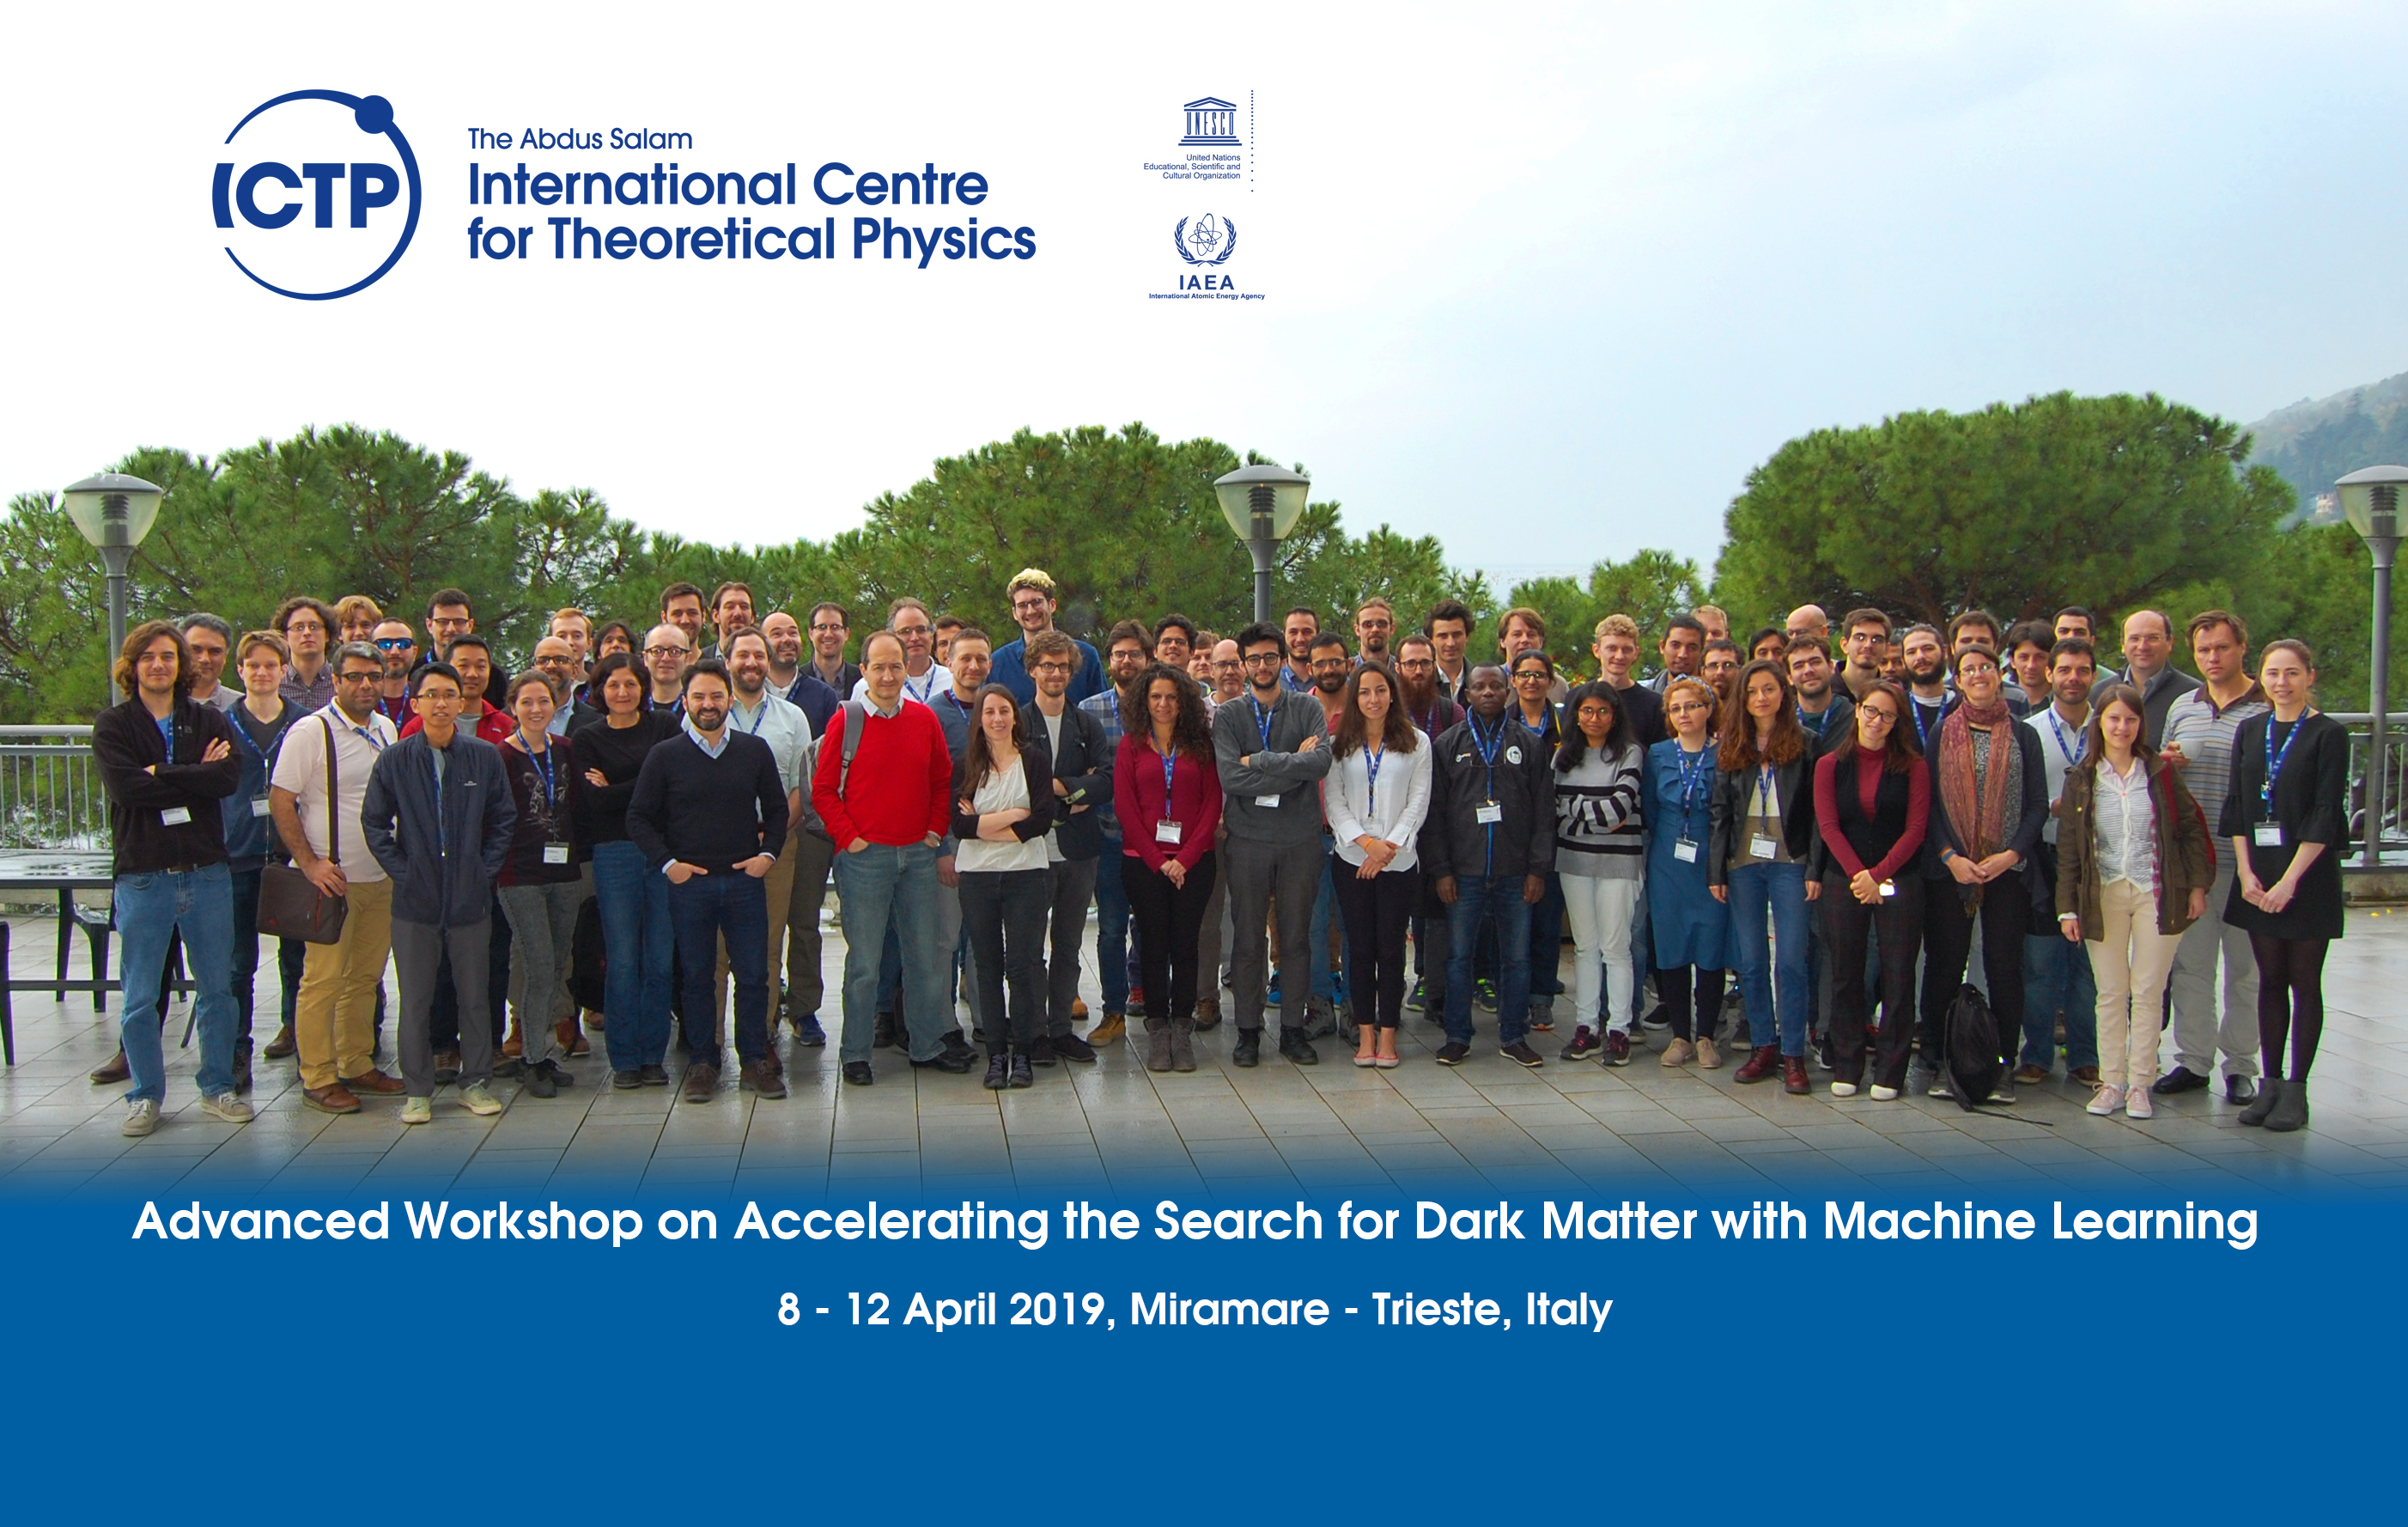 ICTP
The Abdus Salam
International Centre
for Theoretical Physics
UNESCO
United Nations
Educational, Scientific and
Cultural Organization
IAEA
International Atomic Energy Agency
Advanced Workshop on Accelerating the Search for Dark Matter with Machine Learning
8 - 12 April 2019, Miramare - Trieste, Italy